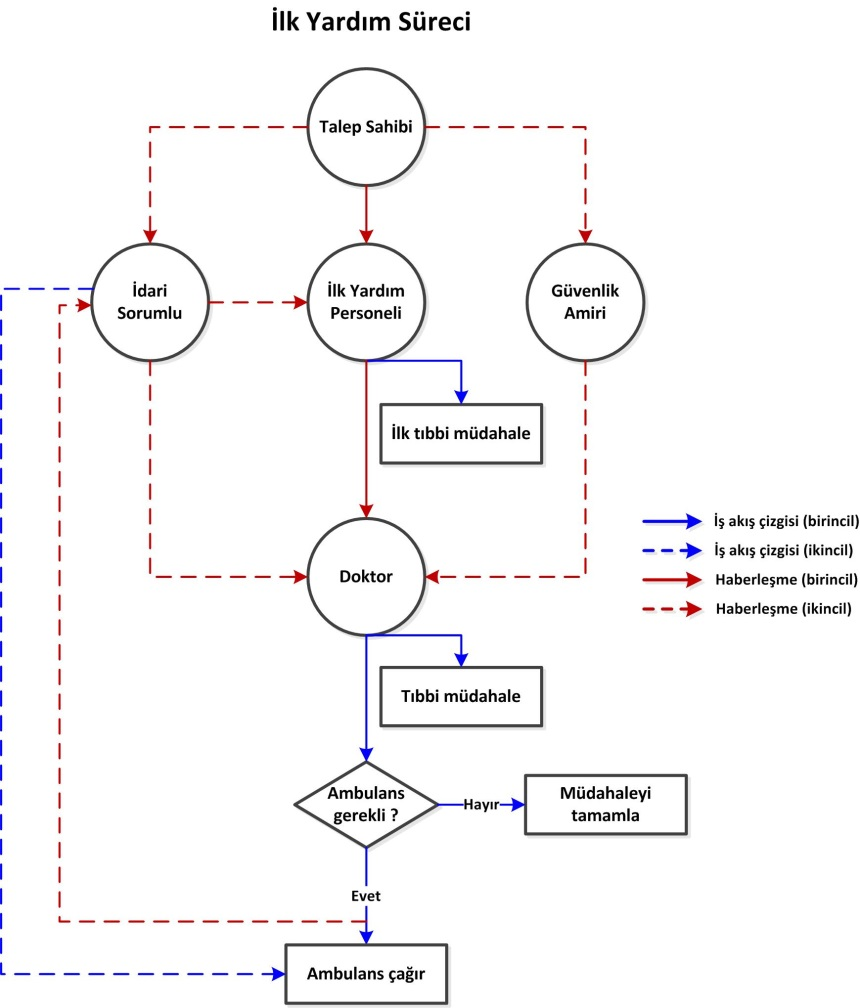 İlk Yardım Süreci
Talep Sahibi
İdari
Sorumlu
İlk Yardım
Personeli
Güvenlik
Amiri
İlk tıbbi müdahale
İş akış çizgisi (birincil)
İş akış çizgisi (ikincil)
Haberleşme (birincil)
Haberleşme (ikincil)
Doktor
Tıbbi müdahale
Ambulans
gerekli ?
Hayır
Müdahaleyi
tamamla
Evet
Ambulans çağır